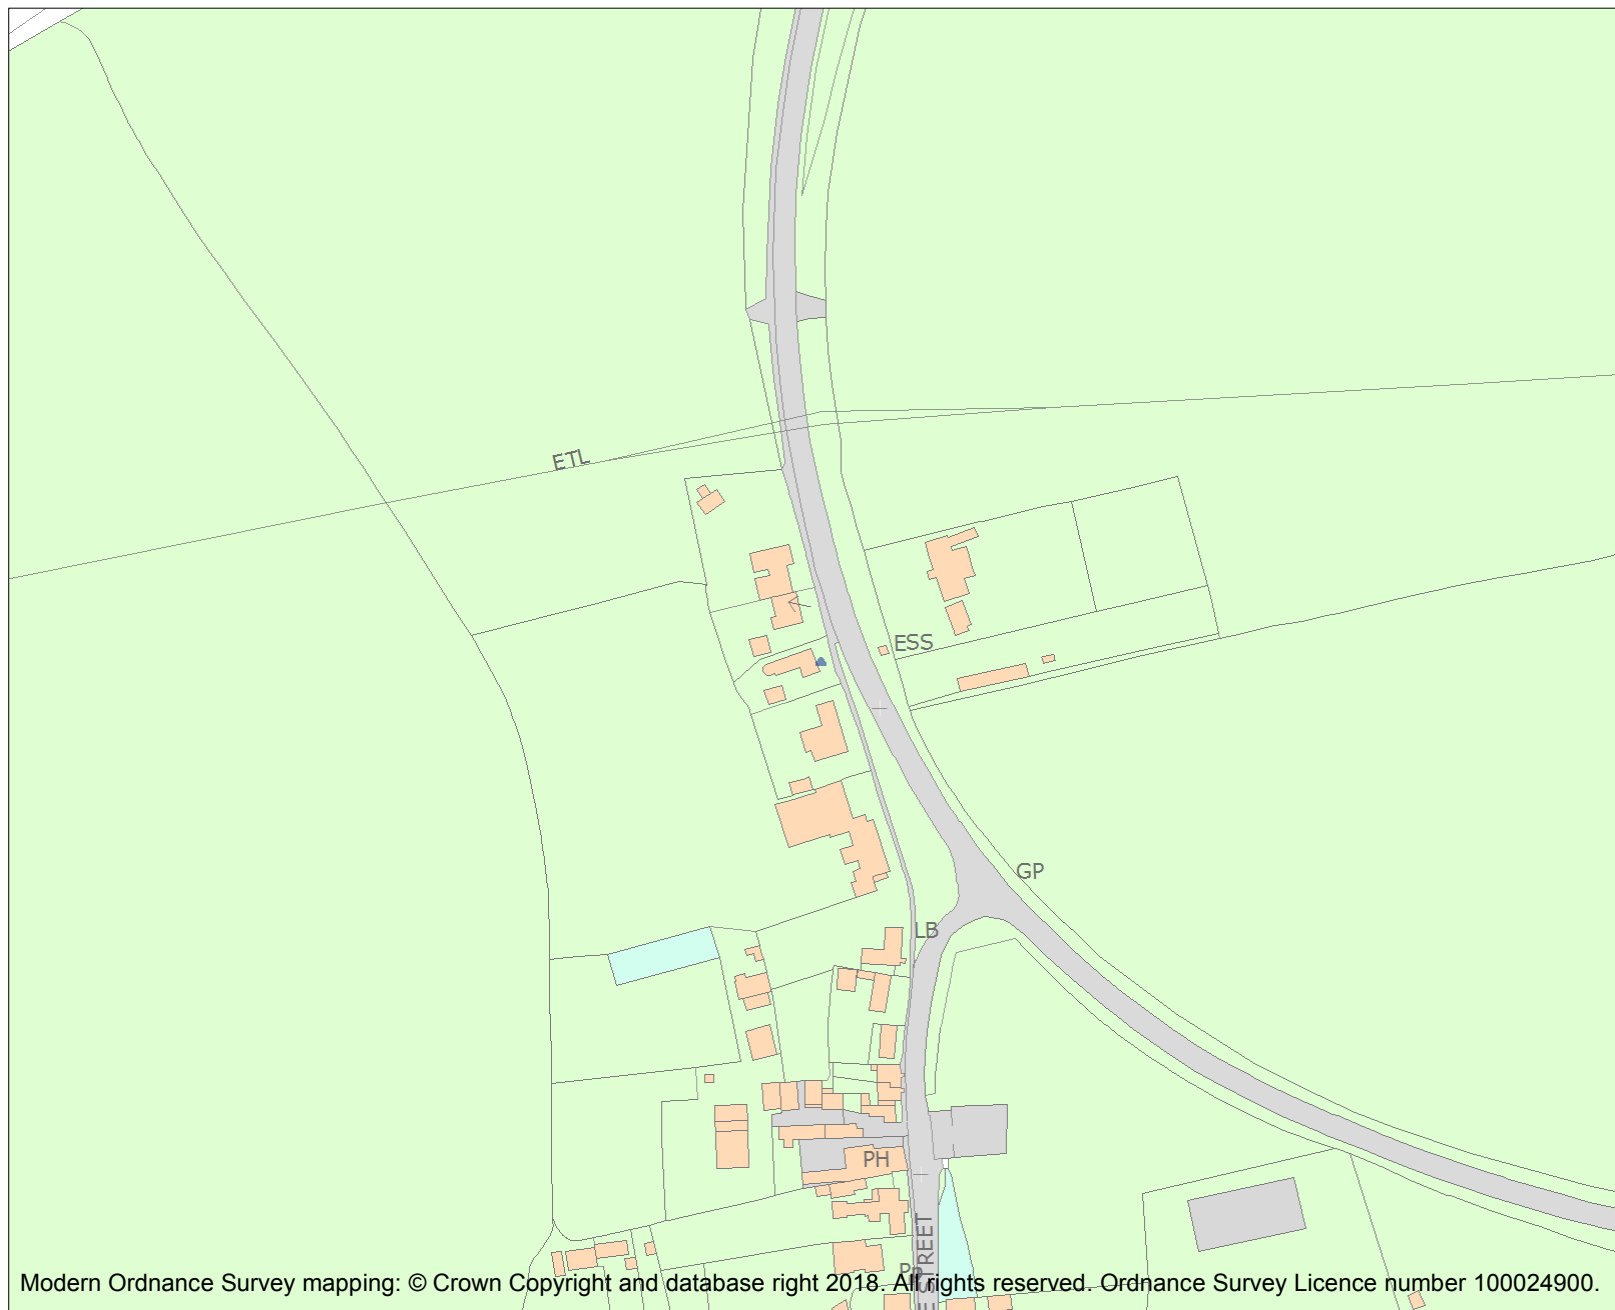 ETL
ESS
GP
LB
PH
STREET
Modern Ordnance Survey mapping: © Crown Copyright and database right 2018. All rights reserved. Ordnance Survey Licence number 100024900.